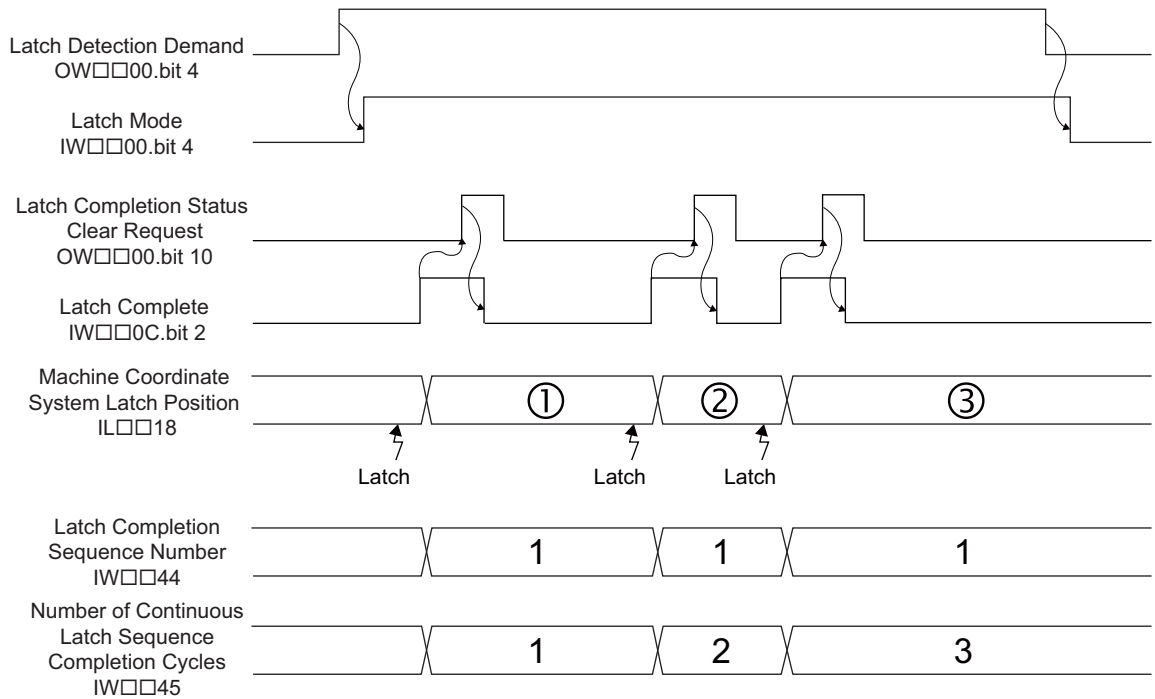 Latch Detection Demand
OW□□00.bit 4
Latch Mode
IW□□00.bit 4
Latch Completion Status
Clear Request
OW□□00.bit 10
Latch Complete
IW□□0C.bit 2
Machine Coordinate
System Latch Position
IL□□18
① ② ③
Latch Latch Latch
Latch Completion
Sequence Number
IW□□44
1 1 1
Number of Continuous
Latch Sequence
Completion Cycles
IW□□45
1 2 3